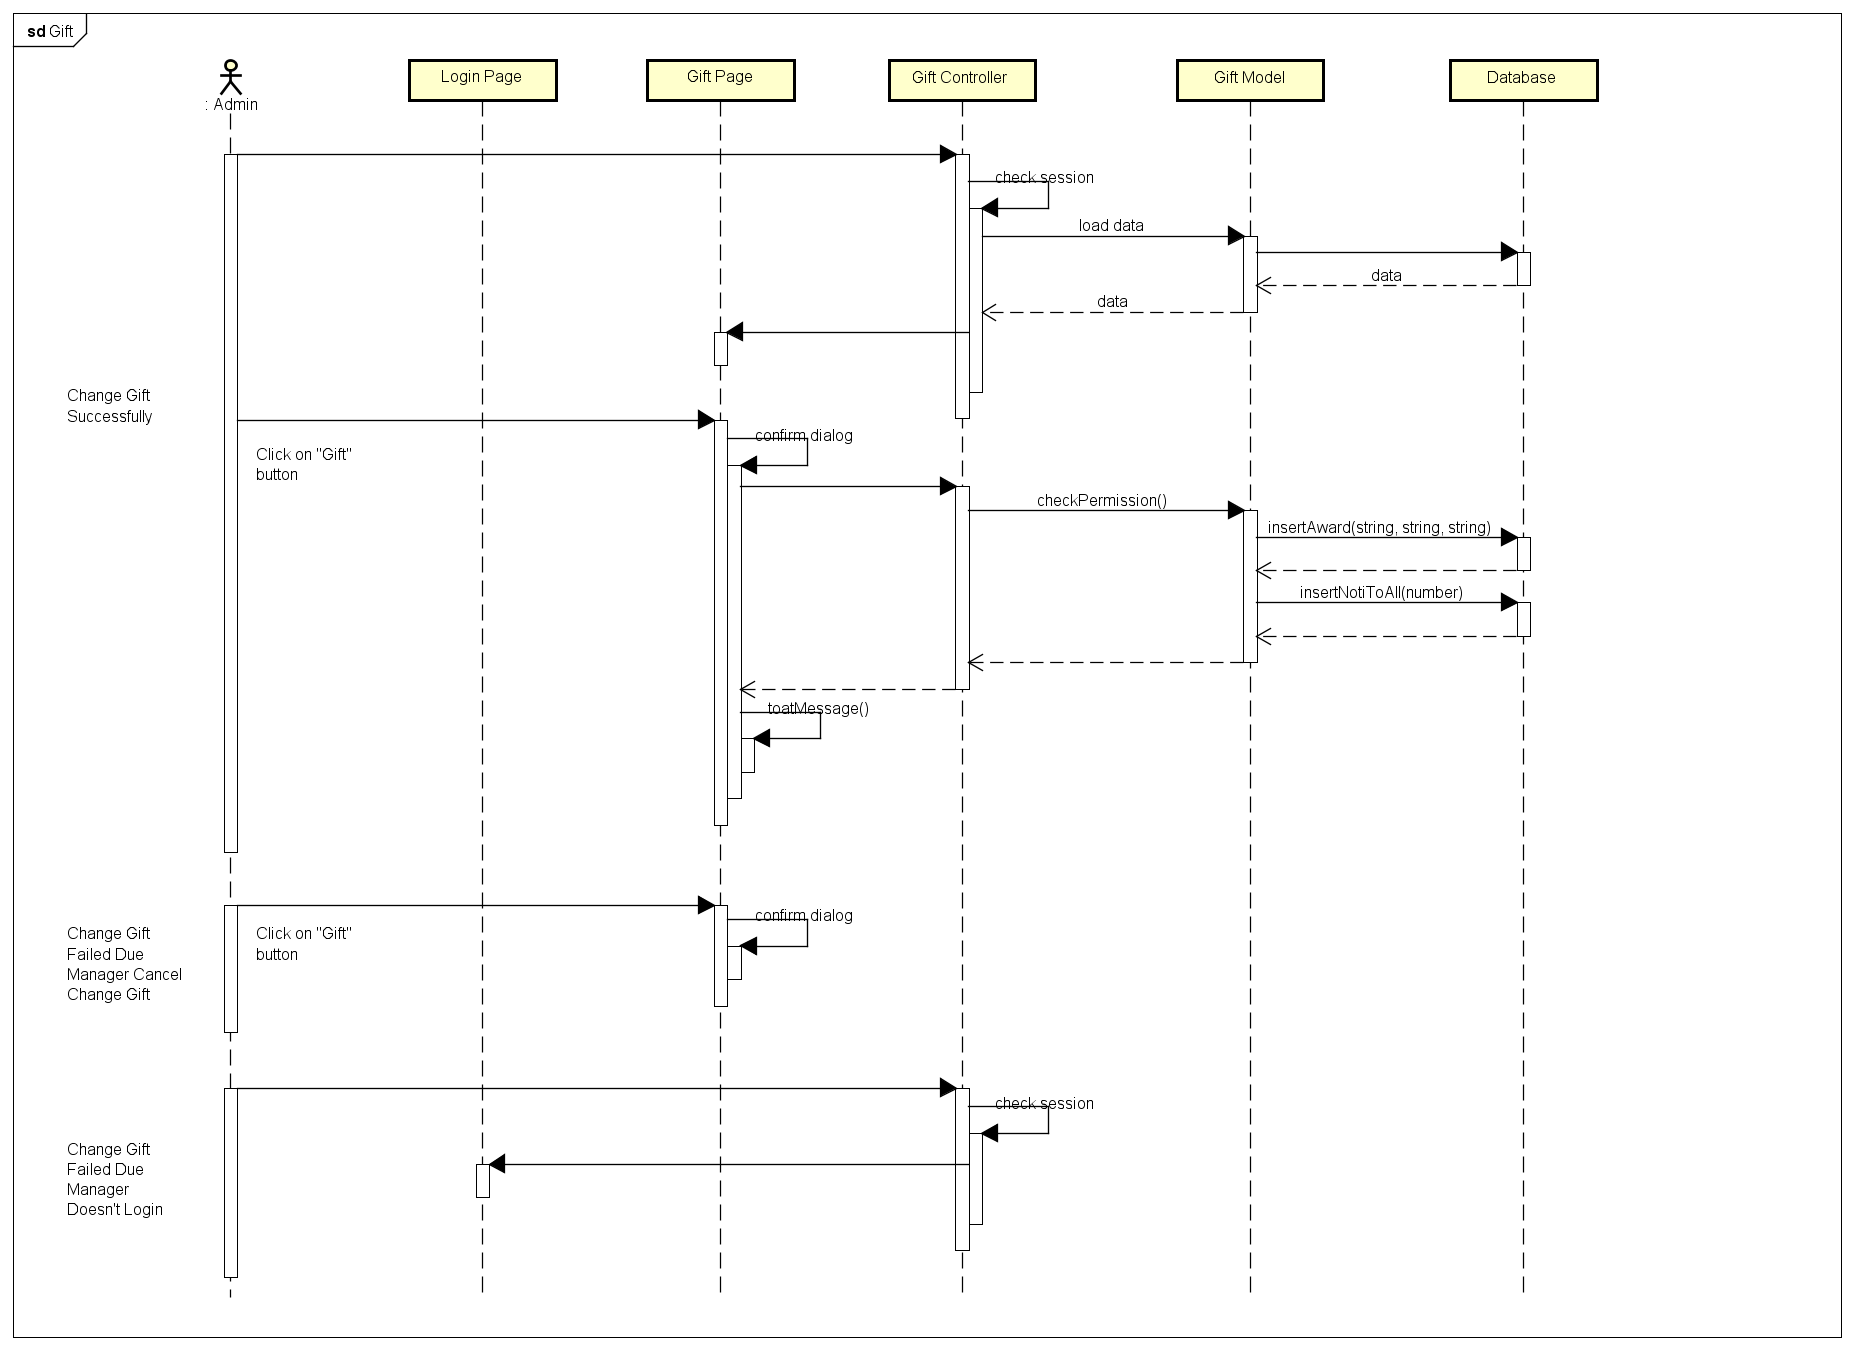 sd Gift
: Admin
Login Page
Gift Page
Gift Controller
Gift Model
Database
check session
load data
data
data
Change Gift
Successfully
Click on "Gift"
button
confirm dialog
checkPermission()
insertAward(string, string, string)
insertNotiToAll(number)
toatMessage()
Change Gift
Failed Due
Manager Cancel
Change Gift
Click on "Gift"
button
confirm dialog
check session
Change Gift
Failed Due
Manager
Doesn't Login